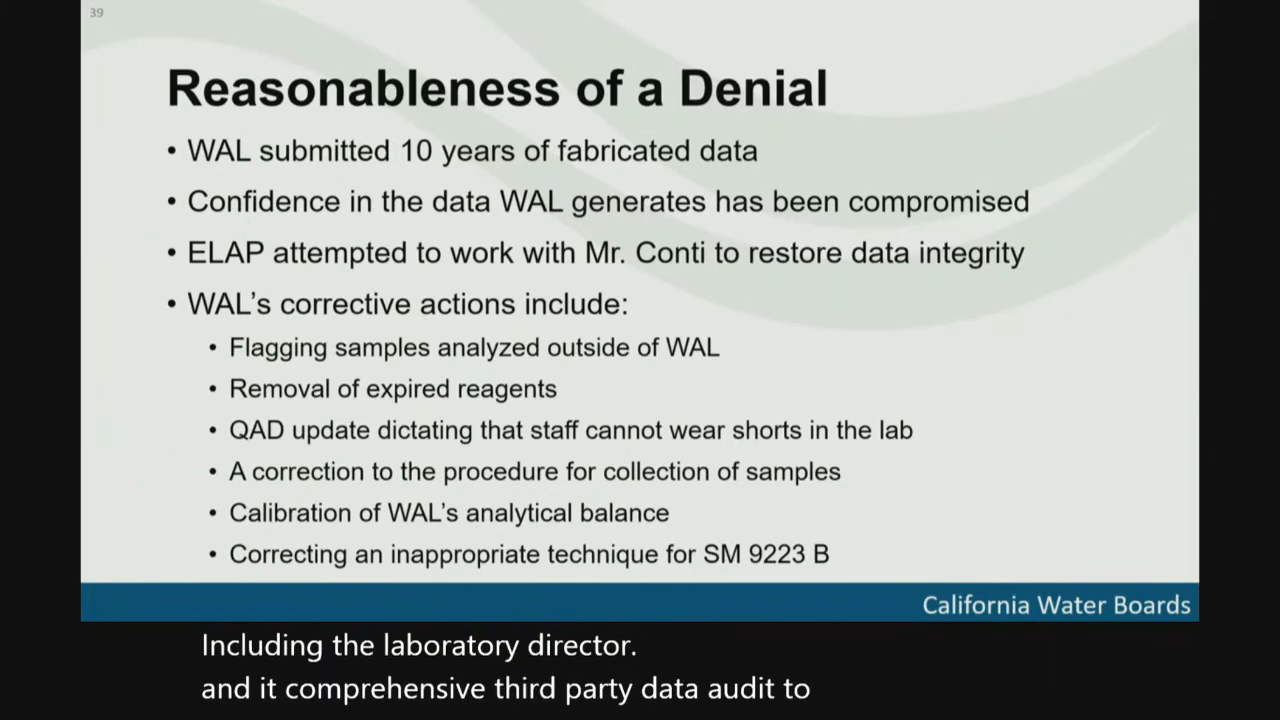 39
Reasonableness of a Denial
• WAL submitted 10 years of fabricated data
• Confidence in the data WAL generates has been compromised
• ELAP attempted to work with Mr. Conti to restore data integrity
• WAL's corrective actions include:
• Flagging samples analyzed outside of WAL
• Removal of expired reagents
• QAD update dictating that staff cannot wear shorts in the lab
• A correction to the procedure for collection of samples
• Calibration of WAL's analytical balance
• Correcting an inappropriate technique for SM 9223 B
California Water Boards
Including the laboratory director.
and it comprehensive third party data audit to